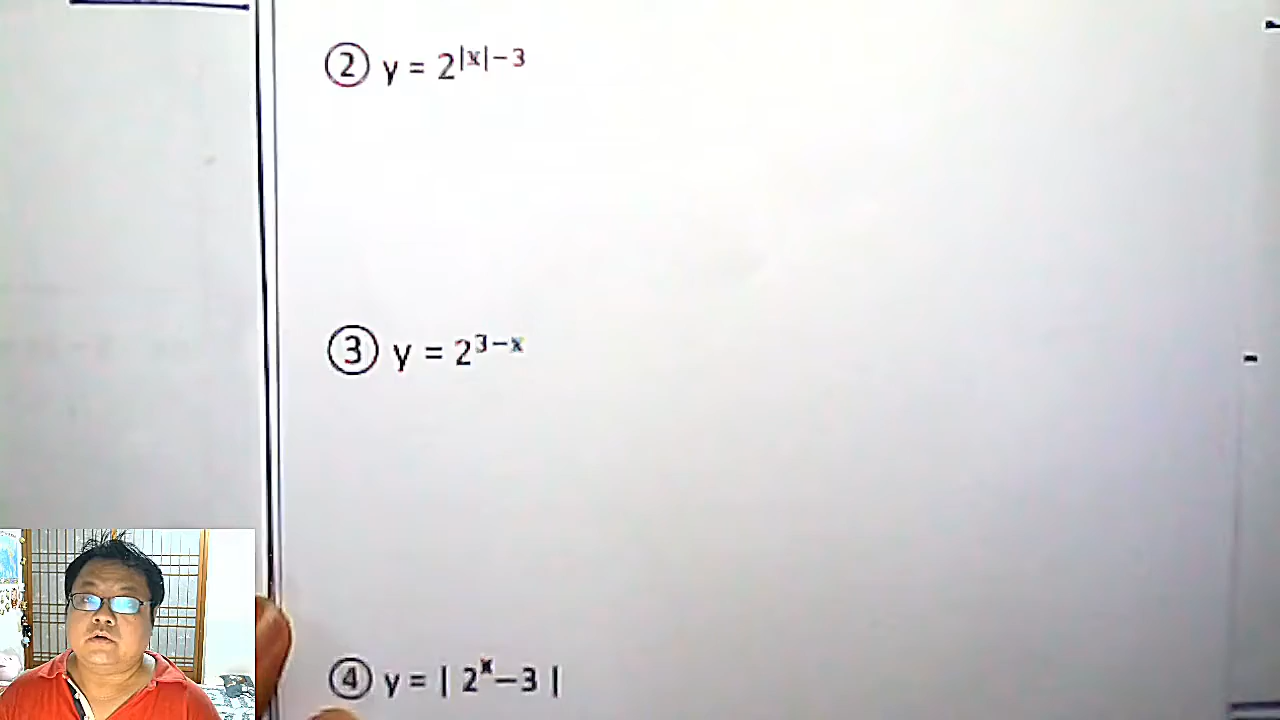 ② y = 2^{|x|-3}
③ y = 2^{3-x}
④ y = | 2^x-3 |